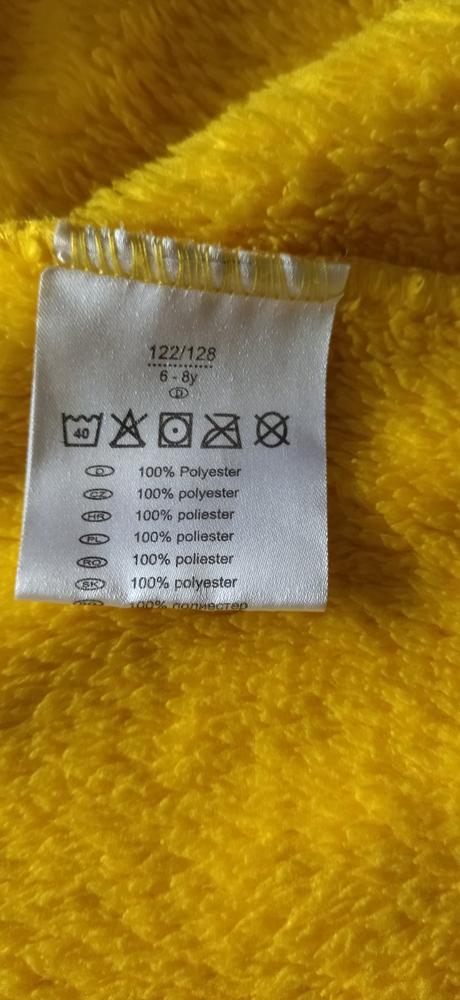 122/128
6 - 8y
D
40
D 100% Polyester
CZ 100% polyester
HR 100% poliester
PL 100% poliester
RO 100% poliester
SK 100% polyester
100% полиестер